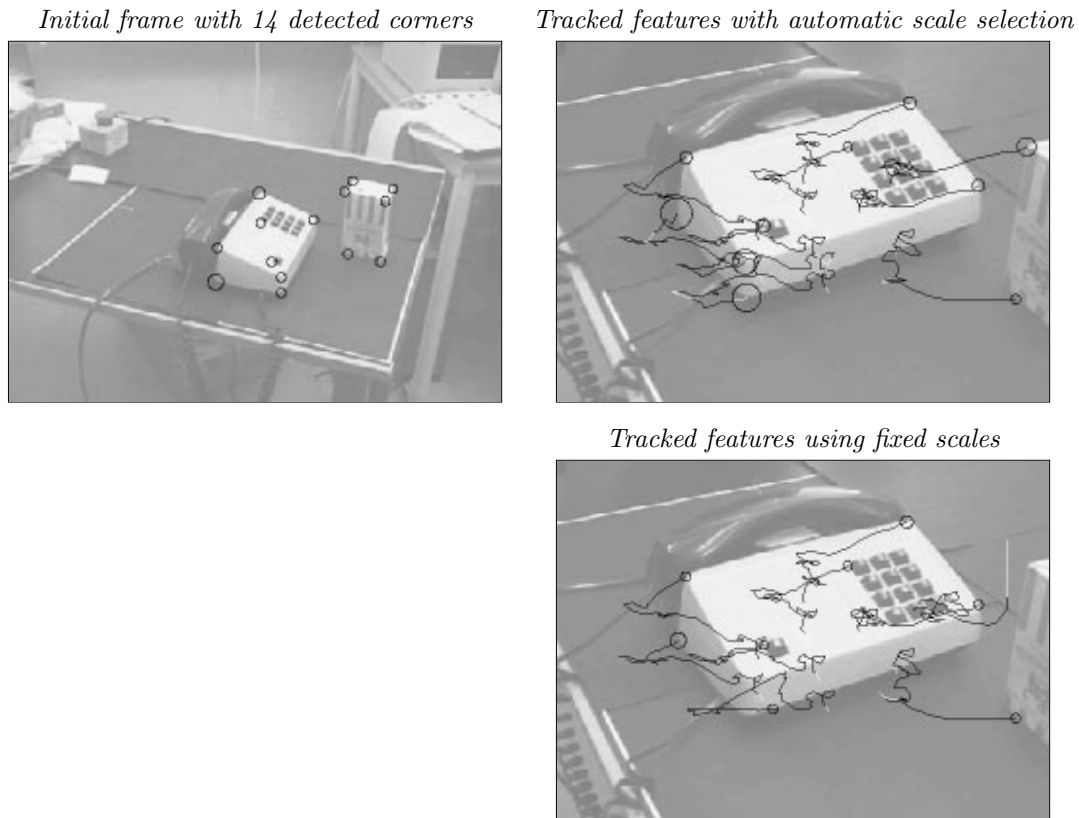 Initial frame with 14 detected corners
Tracked features with automatic scale selection
Tracked features using fixed scales